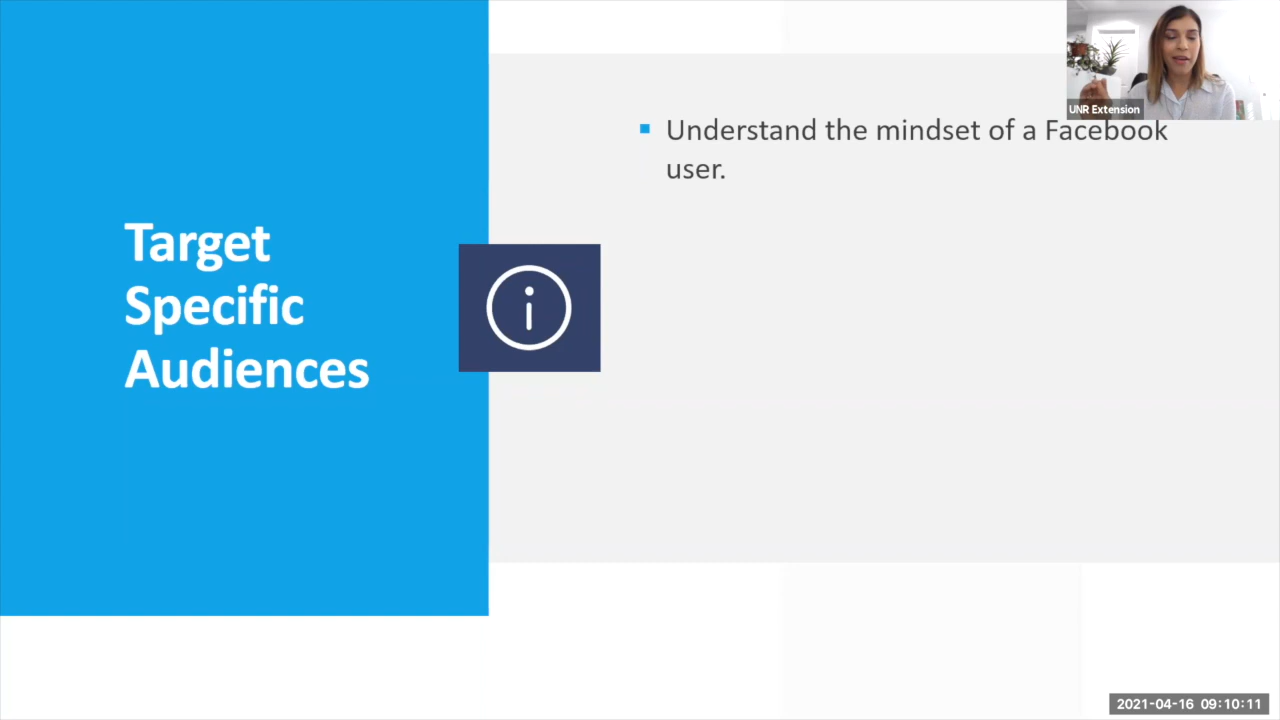 UNR Extension
Understand the mindset of a Facebook
user.
Target
Specific
Audiences
i
2021-04-16 09:10:11